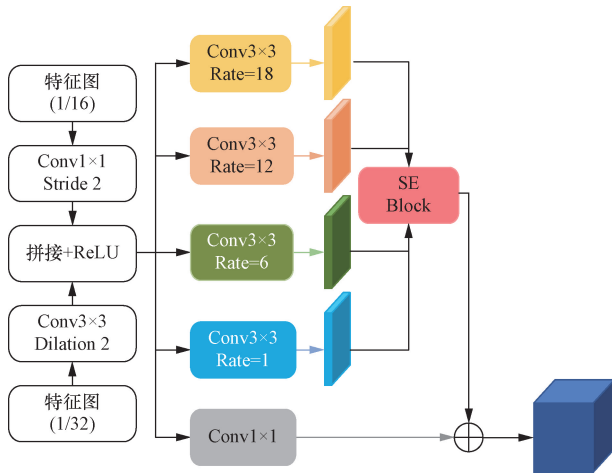 特征图
(1/16)
Conv1×1
Stride 2
拼接+ReLU
Conv3×3
Dilation 2
特征图
(1/32)
Conv3×3
Rate=18
Conv3×3
Rate=12
Conv3×3
Rate=6
Conv3×3
Rate=1
Conv1×1
SE
Block